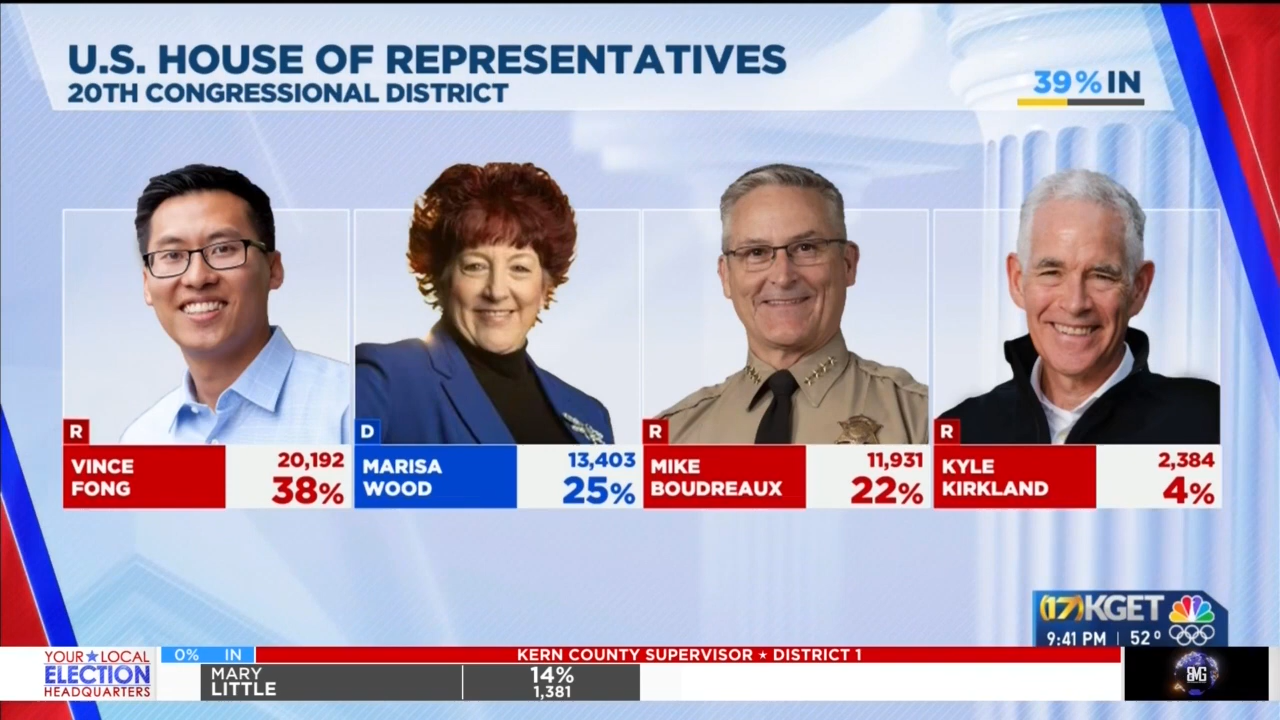 U.S. HOUSE OF REPRESENTATIVES
20TH CONGRESSIONAL DISTRICT
39% IN
R
VINCE
FONG
20,192
38%
D
MARISA
WOOD
13,403
25%
R
MIKE
BOUDREAUX
11,931
22%
R
KYLE
KIRKLAND
2,384
4%
(17) KGET
9:41 PM | 52°
YOUR★LOCAL
ELECTION
HEADQUARTERS
0% IN
KERN COUNTY SUPERVISOR ★ DISTRICT 1
MARY
LITTLE
14%
1,381
BMG